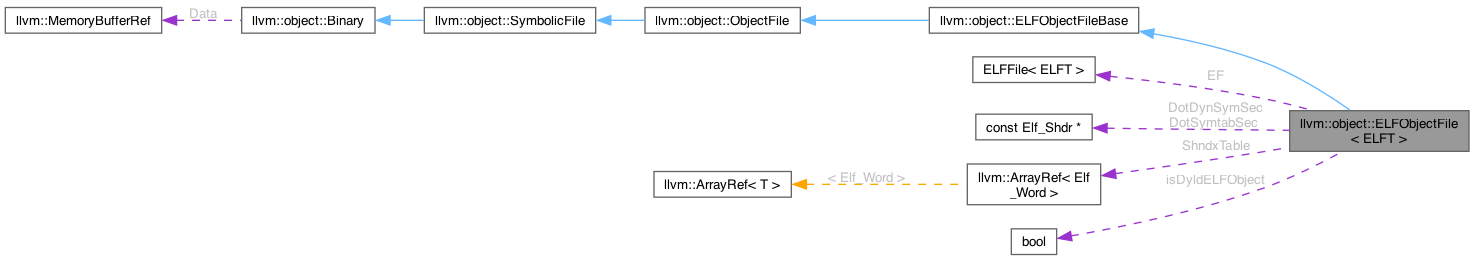 llvm::MemoryBufferRef
Data
llvm::object::Binary
llvm::object::SymbolicFile
llvm::object::ObjectFile
llvm::object::ELFObjectFileBase
ELFFile< ELFT >
EF
const Elf_Shdr *
DotDynSymSec
DotSymtabSec
llvm::object::ELFObjectFile
< ELFT >
llvm::ArrayRef< T >
< Elf_Word >
llvm::ArrayRef< Elf
_Word >
ShndxTable
isDyldELFObject
bool